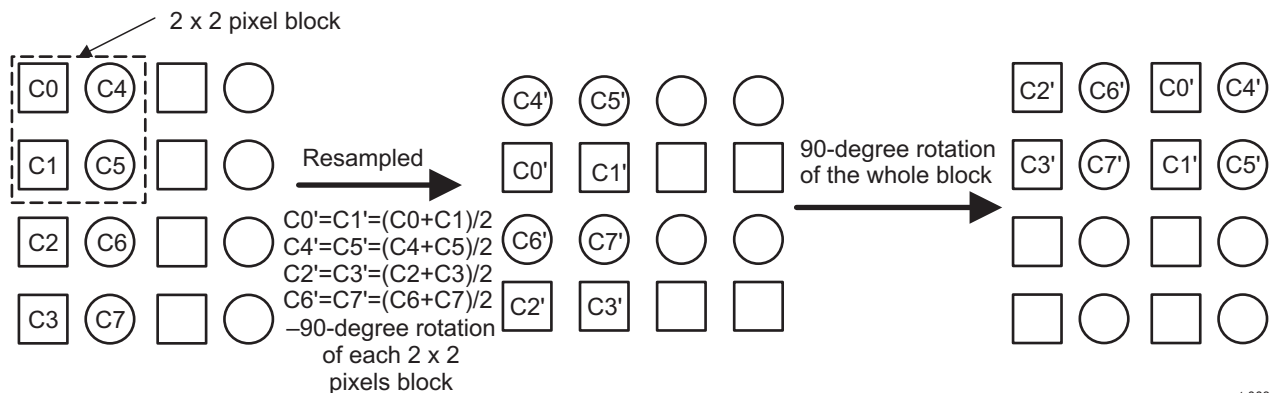 2 x 2 pixel block
C0 C4
C1 C5
C2 C6
C3 C7
Resampled
C0'=C1'=(C0+C1)/2
C4'=C5'=(C4+C5)/2
C2'=C3'=(C2+C3)/2
C6'=C7'=(C6+C7)/2
–90-degree rotation
of each 2 x 2
pixels block
C4' C5'
C0' C1'
C6' C7'
C2' C3'
90-degree rotation
of the whole block
C2' C6' C0' C4'
C3' C7' C1' C5'